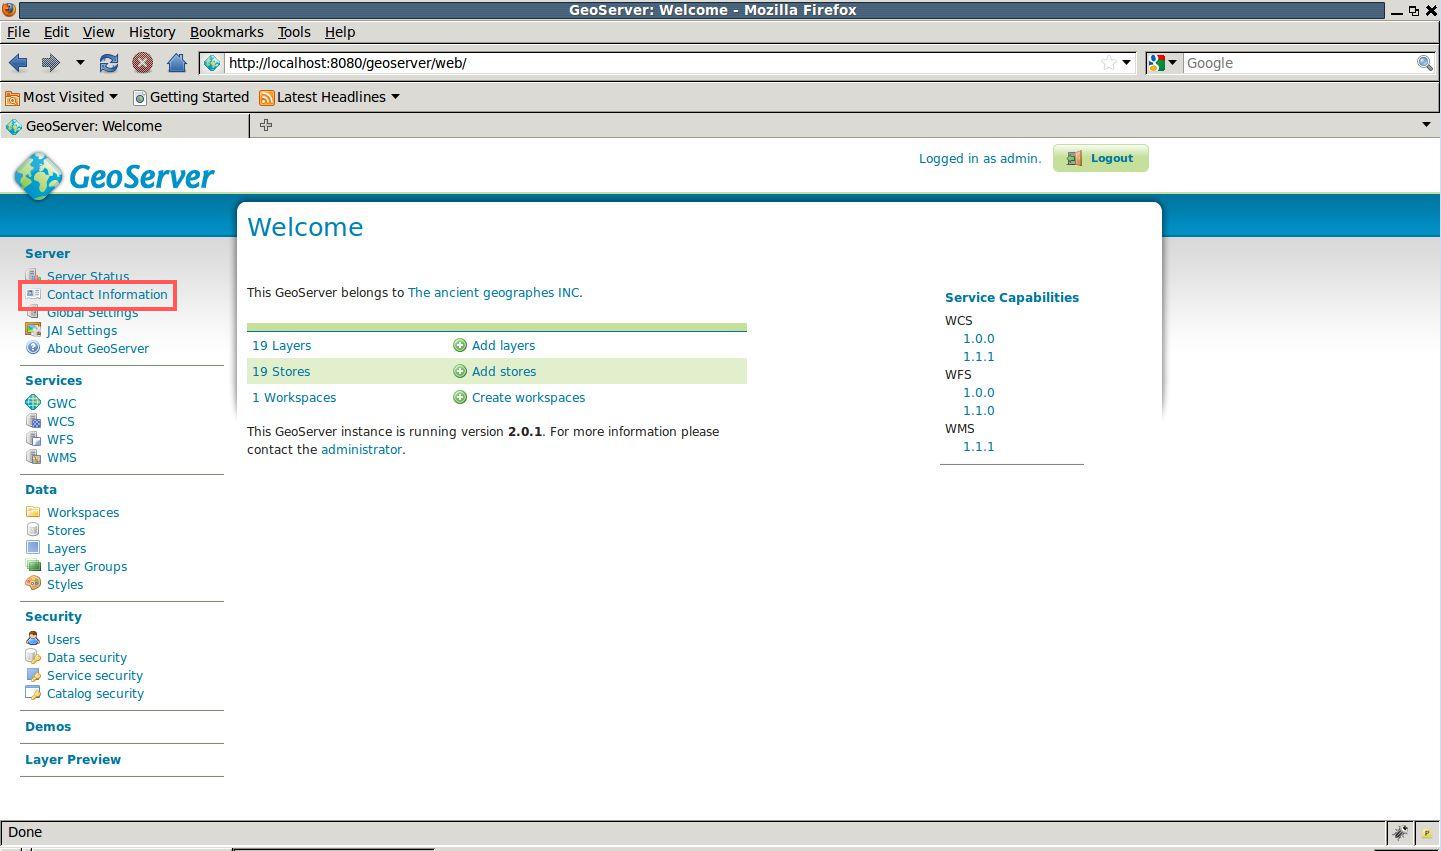 GeoServer: Welcome - Mozilla Firefox
File Edit View History Bookmarks Tools Help
http://localhost:8080/geoserver/web/ Google
Most Visited Getting Started Latest Headlines
GeoServer: Welcome
GeoServer
Logged in as admin. Logout
Welcome
Server
Server Status
Contact Information
Global Settings
JAI Settings
About GeoServer
Services
GWC
WCS
WFS
WMS
Data
Workspaces
Stores
Layers
Layer Groups
Styles
Security
Users
Data security
Service security
Catalog security
Demos
Layer Preview
This GeoServer belongs to The ancient geographes INC.
19 Layers Add layers
19 Stores Add stores
1 Workspaces Create workspaces
This GeoServer instance is running version 2.0.1. For more information please
contact the administrator.
Service Capabilities
WCS
1.0.0
1.1.1
WFS
1.0.0
1.1.0
WMS
1.1.1
Done